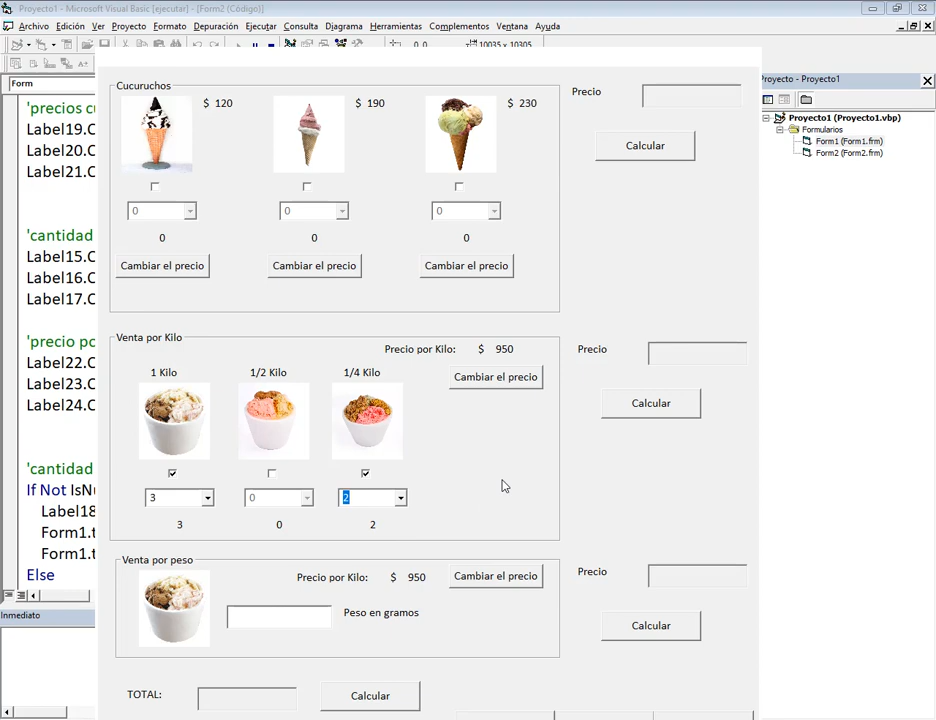 Proyecto1 - Microsoft Visual Basic [ejecutar] - [Form2 (Código)]
Archivo Edición Ver Proyecto Formato Depuración Ejecutar Consulta Diagrama Herramientas Complementos Ventana Ayuda
0, 0 10035 x 10305
Form
'precios cu
Label19.C
Label20.C
Label21.C
'cantidad
Label15.C
Label16.C
Label17.C
'precio po
Label22.C
Label23.C
Label24.C
'cantidad
If Not IsNu
Label18
Form1.t
Form1.t
Else
Inmediato
Cucuruchos
$ 120 $ 190 $ 230
0 0 0
0 0 0
Cambiar el precio Cambiar el precio Cambiar el precio
Precio
Calcular
Venta por Kilo
Precio por Kilo: $ 950
1 Kilo 1/2 Kilo 1/4 Kilo
Cambiar el precio
3 0 2
3 0 2
Precio
Calcular
Venta por peso
Precio por Kilo: $ 950
Cambiar el precio
Peso en gramos
Precio
Calcular
TOTAL:
Calcular
Proyecto - Proyecto1
Proyecto1 (Proyecto1.vbp)
Formularios
Form1 (Form1.frm)
Form2 (Form2.frm)